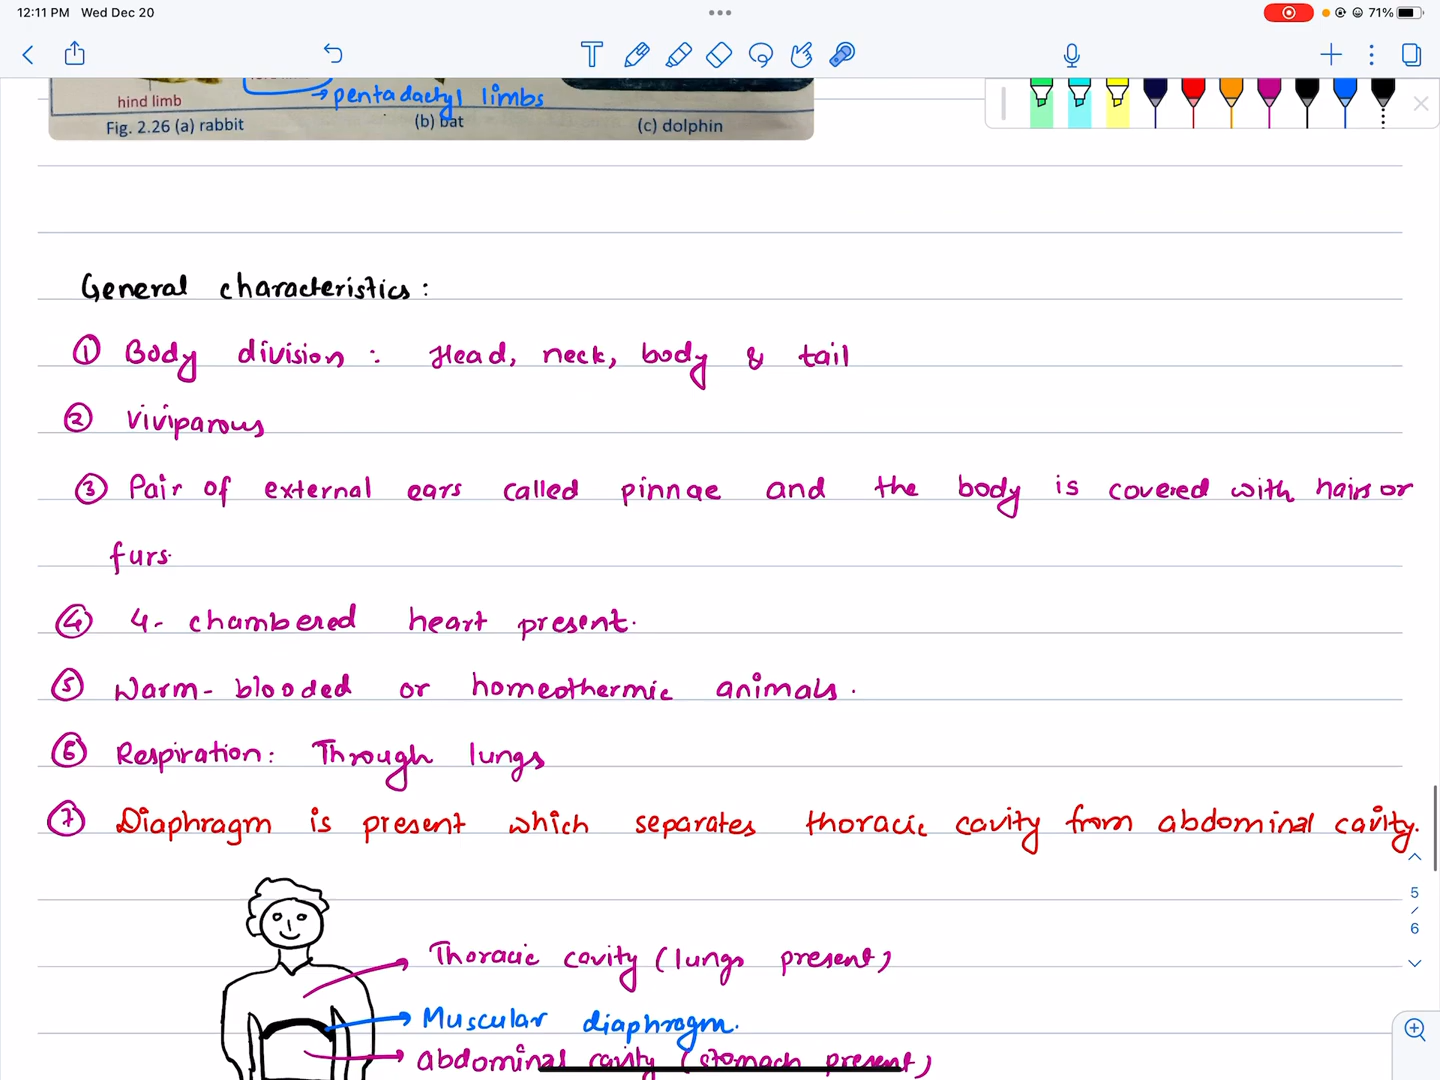 12:11 PM Wed Dec 20
71%
hind limb
→ pentadactyl limbs
Fig. 2.26 (a) rabbit
(b) bat
(c) dolphin
General characteristics:
① Body division : Head, neck, body & tail
② Viviparous
③ Pair of external ears called pinnae and the body is covered with hairs or
furs.
④ 4- chambered heart present.
⑤ Warm-blooded or homeothermic animals.
⑥ Respiration: Through lungs
⑦ Diaphragm is present which separates thoracic cavity from abdominal cavity.
5
/
6
Thoracic cavity (lungs present)
Muscular diaphragm.
abdominal cavity (stomach present)